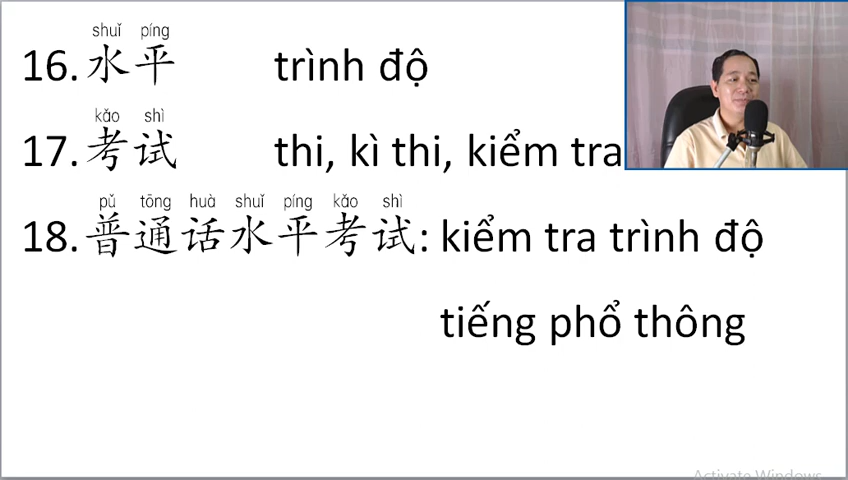 shuǐ píng
16. 水平 trình độ
kǎo shì
17. 考试 thi, kì thi, kiểm tra
pǔ tōng huà shuǐ píng kǎo shì
18. 普通话水平考试: kiểm tra trình độ
tiếng phổ thông
Activate Windows